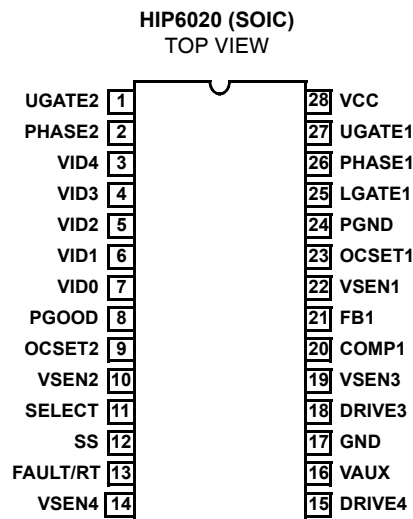 HIP6020 (SOIC)
TOP VIEW
UGATE2 1 28 VCC
PHASE2 2 27 UGATE1
VID4 3 26 PHASE1
VID3 4 25 LGATE1
VID2 5 24 PGND
VID1 6 23 OCSET1
VID0 7 22 VSEN1
PGOOD 8 21 FB1
OCSET2 9 20 COMP1
VSEN2 10 19 VSEN3
SELECT 11 18 DRIVE3
SS 12 17 GND
FAULT/RT 13 16 VAUX
VSEN4 14 15 DRIVE4